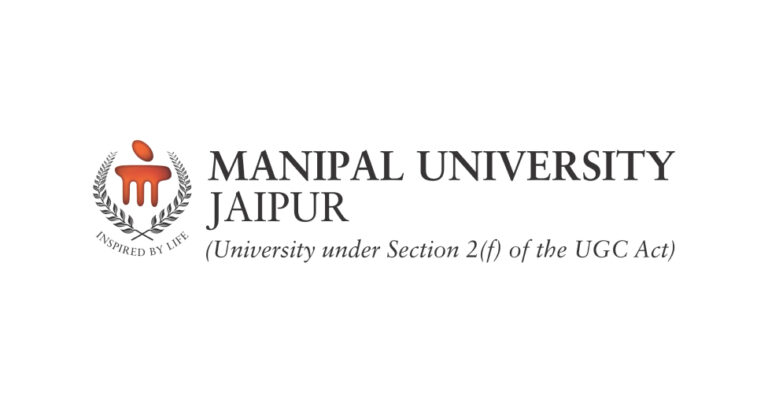 MANIPAL UNIVERSITY
JAIPUR
(University under Section 2(f) of the UGC Act)
INSPIRED BY LIFE